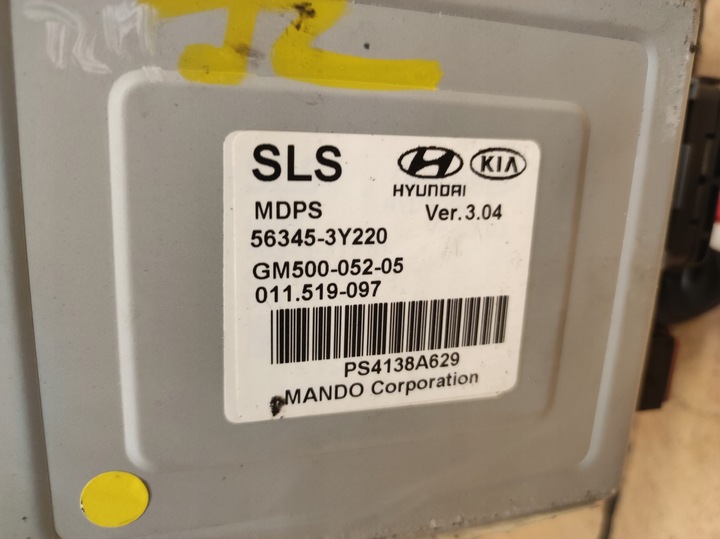 SLS
HYUNDAI KIA
MDPS Ver.3.04
56345-3Y220
GM500-052-05
011.519-097
PS4138A629
MANDO Corporation